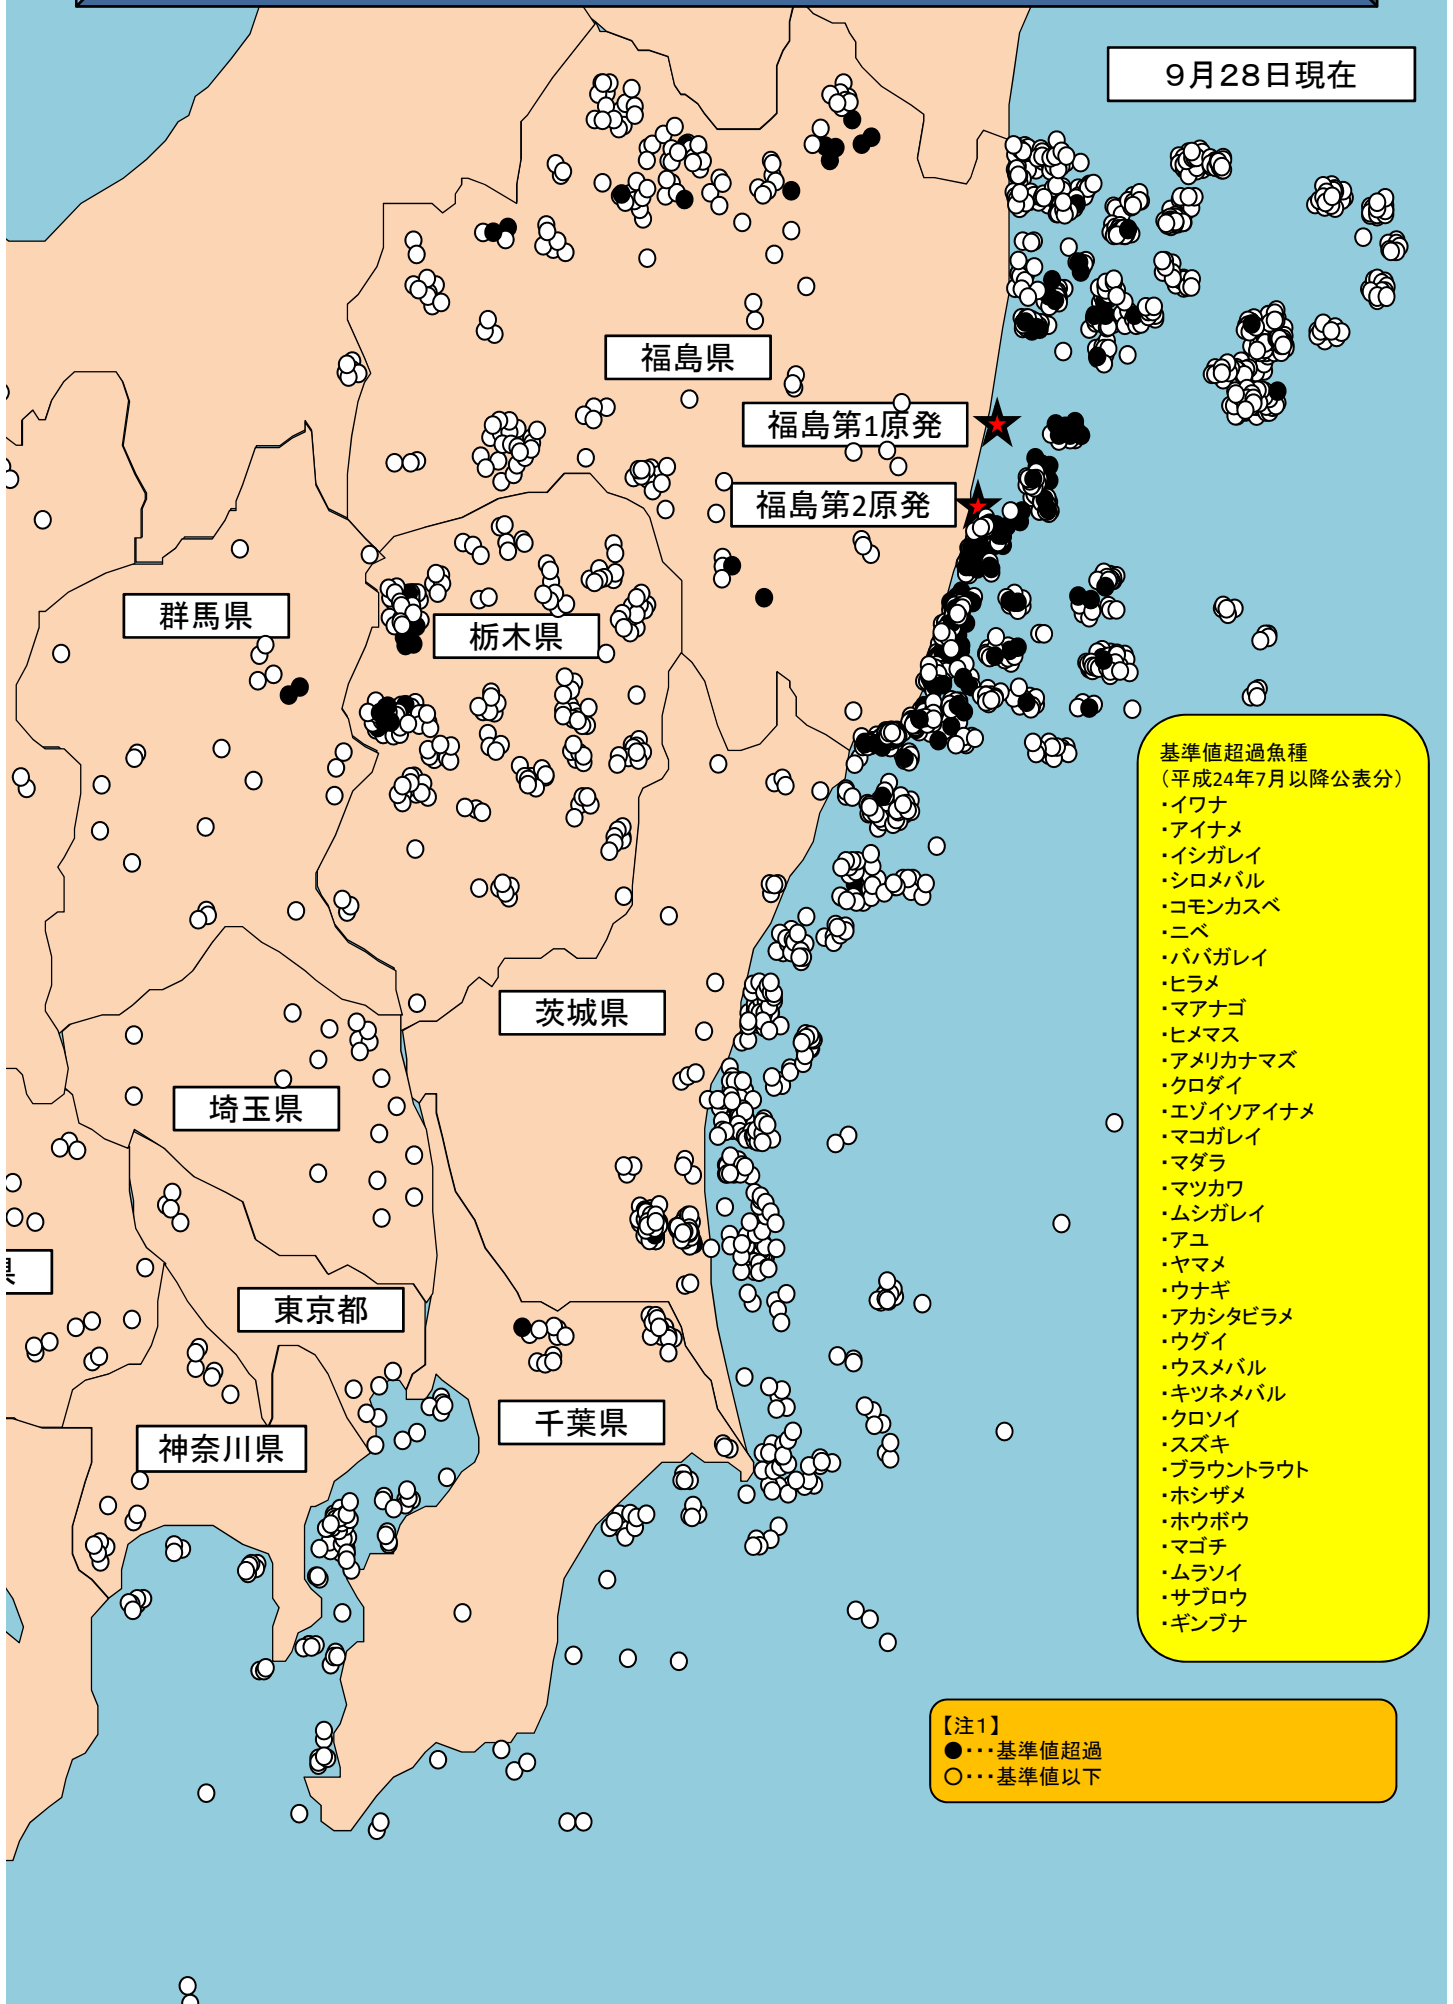 ９月２８日現在
福島県
福島第1原発
福島第2原発
群馬県
栃木県
茨城県
埼玉県
県
東京都
千葉県
神奈川県
基準値超過魚種
（平成24年7月以降公表分）
・イワナ
・アイナメ
・イシガレイ
・シロメバル
・コモンカスベ
・ニベ
・ババガレイ
・ヒラメ
・マアナゴ
・ヒメマス
・アメリカナマズ
・クロダイ
・エゾイソアイナメ
・マコガレイ
・マダラ
・マツカワ
・ムシガレイ
・アユ
・ヤマメ
・ウナギ
・アカシタビラメ
・ウグイ
・ウスメバル
・キツネメバル
・クロソイ
・スズキ
・ブラウントラウト
・ホシザメ
・ホウボウ
・マゴチ
・ムラソイ
・サブロウ
・ギンブナ
【注１】
●・・・基準値超過
○・・・基準値以下